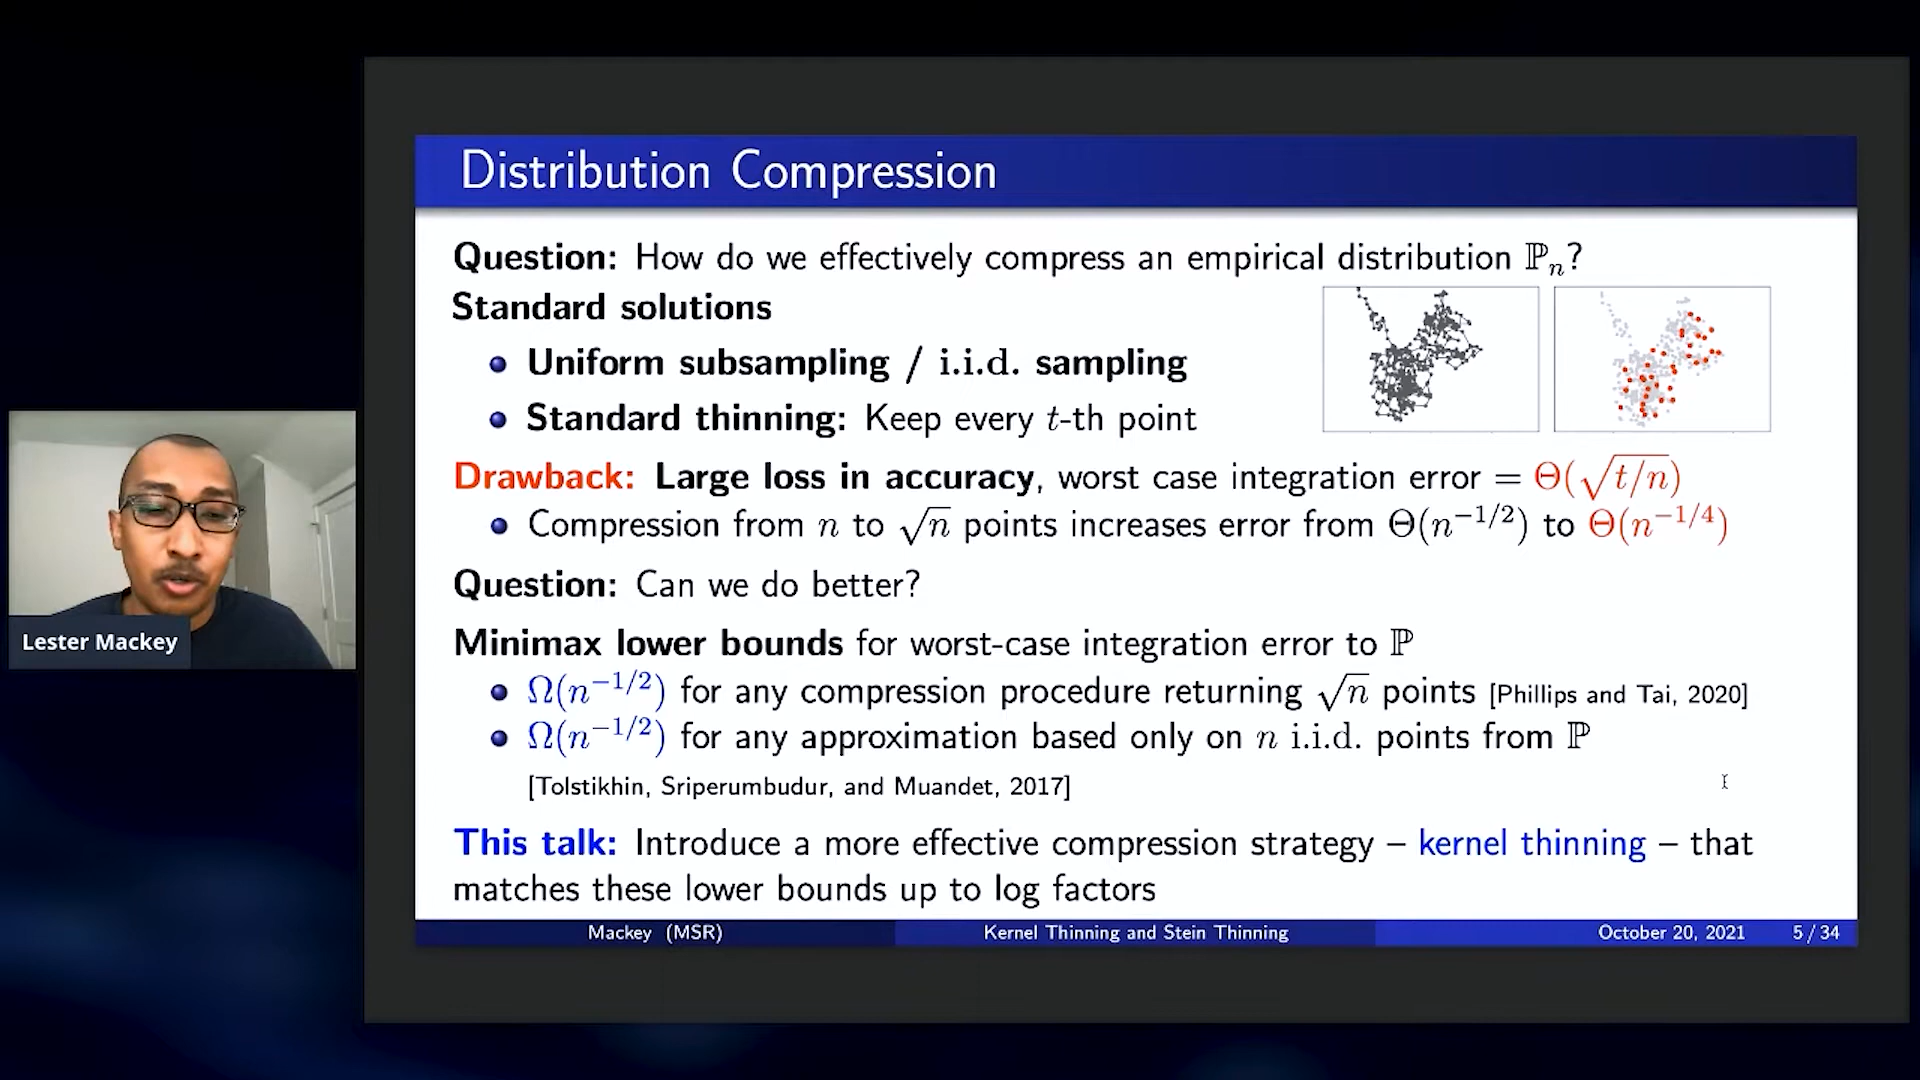 Distribution Compression
Question: How do we effectively compress an empirical distribution ℙₙ?
Standard solutions
Uniform subsampling / i.i.d. sampling
Standard thinning: Keep every t-th point
Drawback: Large loss in accuracy, worst case integration error = Θ(√(t/n))
Compression from n to √n points increases error from Θ(n^{-1/2}) to Θ(n^{-1/4})
Question: Can we do better?
Minimax lower bounds for worst-case integration error to ℙ
Ω(n^{-1/2}) for any compression procedure returning √n points [Phillips and Tai, 2020]
Ω(n^{-1/2}) for any approximation based only on n i.i.d. points from ℙ
[Tolstikhin, Sriperumbudur, and Muandet, 2017]
This talk: Introduce a more effective compression strategy – kernel thinning – that
matches these lower bounds up to log factors
Mackey (MSR) Kernel Thinning and Stein Thinning October 20, 2021 5 / 34
Lester Mackey